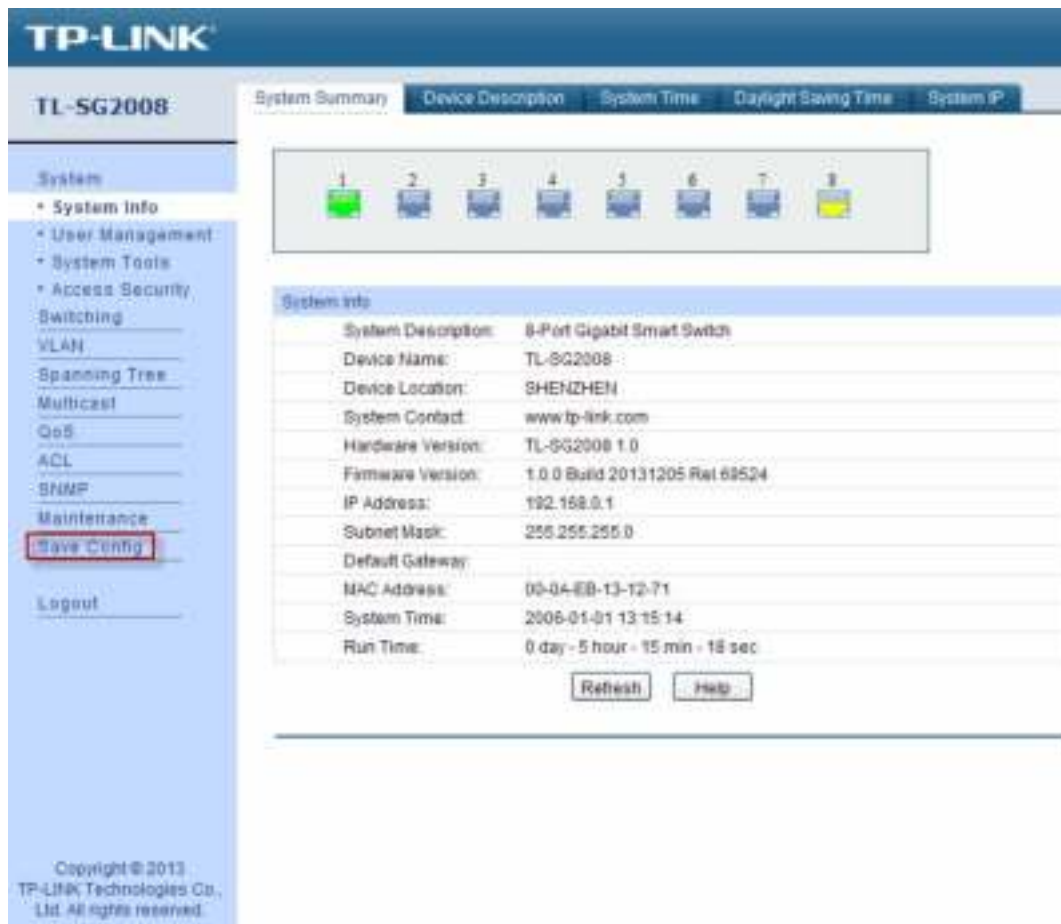 TP-LINK
TL-SG2008
System Summary Device Description System Time Daylight Saving Time System IP
1 2 3 4 5 6 7 8
System
• System Info
• User Management
• System Tools
• Access Security
Switching
VLAN
Spanning Tree
Multicast
QoS
ACL
SNMP
Maintenance
Save Config
Logout
System Info
System Description: 8-Port Gigabit Smart Switch
Device Name: TL-SG2008
Device Location: SHENZHEN
System Contact: www.tp-link.com
Hardware Version: TL-SG2008 1.0
Firmware Version: 1.0.0 Build 20131205 Rel.69524
IP Address: 192.168.0.1
Subnet Mask: 255.255.255.0
Default Gateway:
MAC Address: 00-0A-EB-13-12-71
System Time: 2006-01-01 13:15:14
Run Time: 0 day - 5 hour - 15 min - 18 sec
Refresh Help
Copyright © 2013
TP-LINK Technologies Co.,
Ltd. All rights reserved.